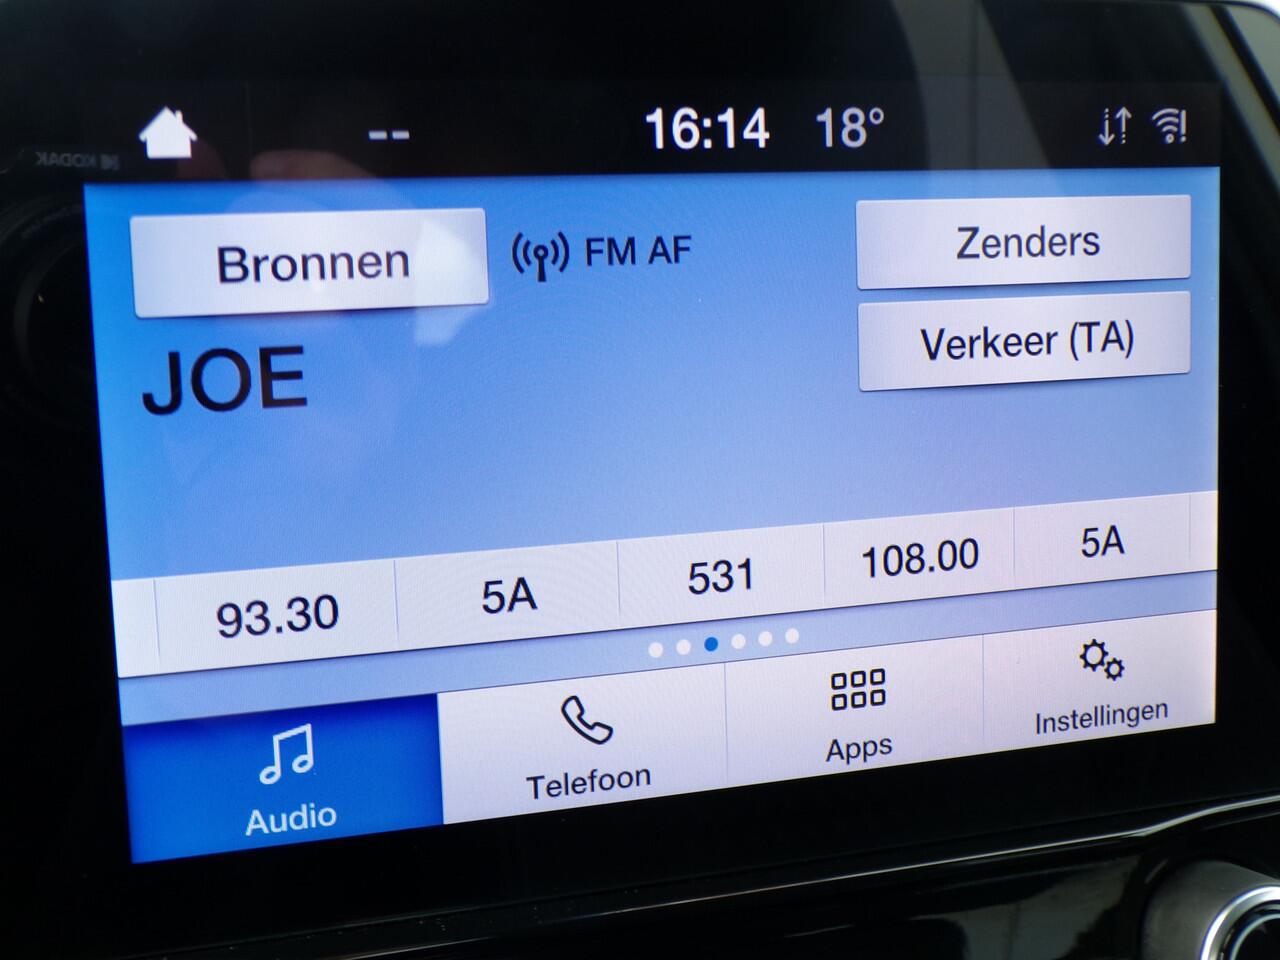 -- 16:14 18°
KODAK
Bronnen FM AF Zenders
Verkeer (TA)
JOE
93.30 5A 531 108.00 5A
Audio Telefoon Apps Instellingen